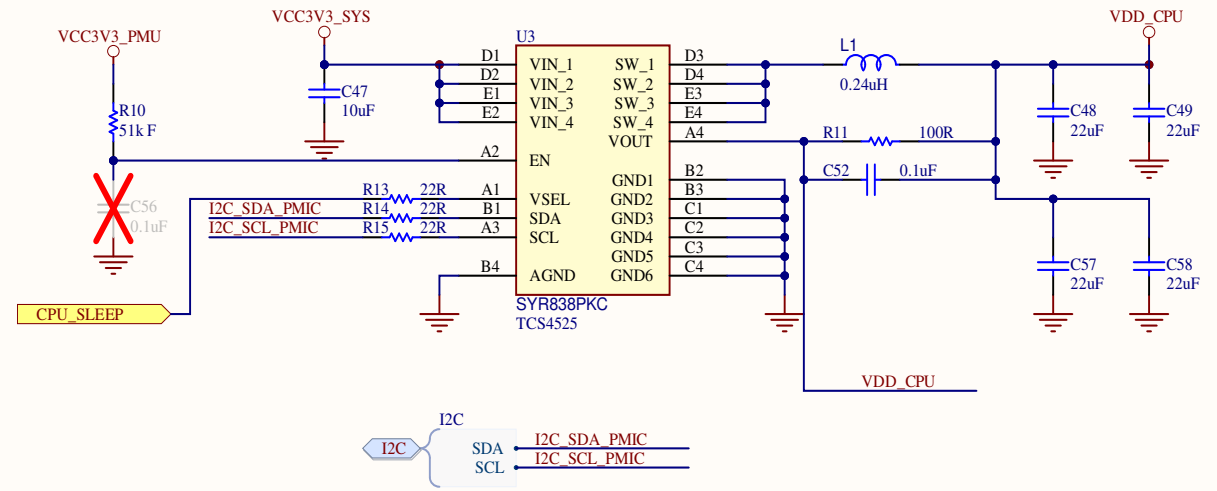 VCC3V3_SYS
VDD_CPU
VCC3V3_PMU
U3
L1
0.24uH
D1 VIN_1 SW_1 D3
D2 VIN_2 SW_2 D4
E1 VIN_3 SW_3 E3
E2 VIN_4 SW_4 E4
VOUT A4
C47
10uF
R10
51k F
C48
22uF
C49
22uF
R11 100R
A2 EN
C52 0.1uF
GND1 B2
R13 22R A1 VSEL GND2 B3
I2C_SDA_PMIC R14 22R B1 SDA GND3 C1
I2C_SCL_PMIC R15 22R A3 SCL GND4 C2
GND5 C3
B4 AGND GND6 C4
C56
0.1uF
C57
22uF
C58
22uF
SYR838PKC
TCS4525
CPU_SLEEP
VDD_CPU
I2C
I2C
SDA I2C_SDA_PMIC
SCL I2C_SCL_PMIC